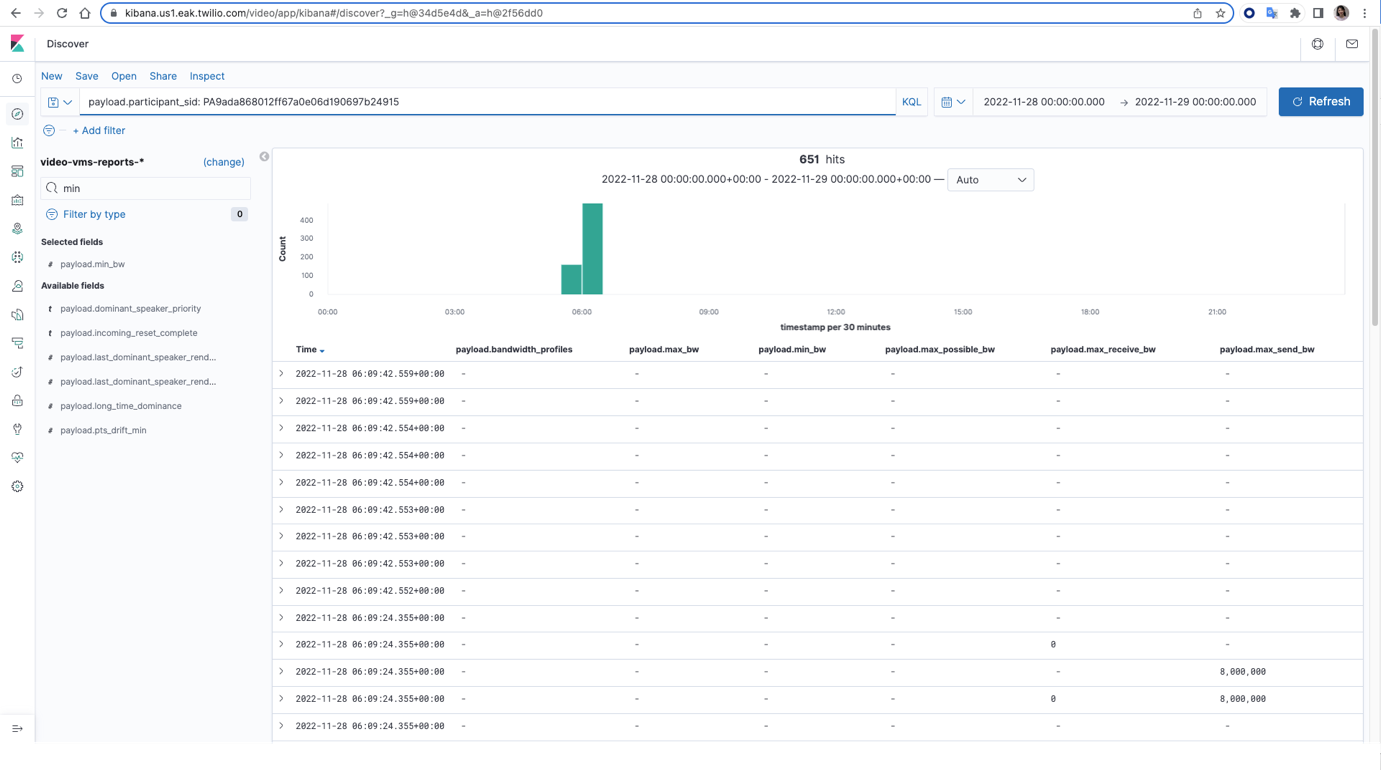 kibana.us1.eak.twilio.com/video/app/kibana#/discover?_g=h@34d5e4d&_a=h@2f56dd0
Discover
New Save Open Share Inspect
payload.participant_sid: PA9ada868012ff67a0e06d190697b24915 KQL 2022-11-28 00:00:00.000 → 2022-11-29 00:00:00.000 Refresh
+ Add filter
video-vms-reports-* (change)
min
Filter by type 0
Selected fields
# payload.min_bw
Available fields
t payload.dominant_speaker_priority
t payload.incoming_reset_complete
# payload.last_dominant_speaker_rend...
# payload.last_dominant_speaker_rend...
# payload.long_time_dominance
# payload.pts_drift_min
651 hits
2022-11-28 00:00:00.000+00:00 - 2022-11-29 00:00:00.000+00:00 — Auto
Count
400
300
200
100
0
00:00 03:00 06:00 09:00 12:00 15:00 18:00 21:00
timestamp per 30 minutes
Time payload.bandwidth_profiles payload.max_bw payload.min_bw payload.max_possible_bw payload.max_receive_bw payload.max_send_bw
2022-11-28 06:09:42.559+00:00 - - - - - -
2022-11-28 06:09:42.559+00:00 - - - - - -
2022-11-28 06:09:42.554+00:00 - - - - - -
2022-11-28 06:09:42.554+00:00 - - - - - -
2022-11-28 06:09:42.554+00:00 - - - - - -
2022-11-28 06:09:42.553+00:00 - - - - - -
2022-11-28 06:09:42.553+00:00 - - - - - -
2022-11-28 06:09:42.553+00:00 - - - - - -
2022-11-28 06:09:42.552+00:00 - - - - - -
2022-11-28 06:09:24.355+00:00 - - - - - -
2022-11-28 06:09:24.355+00:00 - - - - 0 -
2022-11-28 06:09:24.355+00:00 - - - - - 8,000,000
2022-11-28 06:09:24.355+00:00 - - - - 0 8,000,000
2022-11-28 06:09:24.355+00:00 - - - - - -